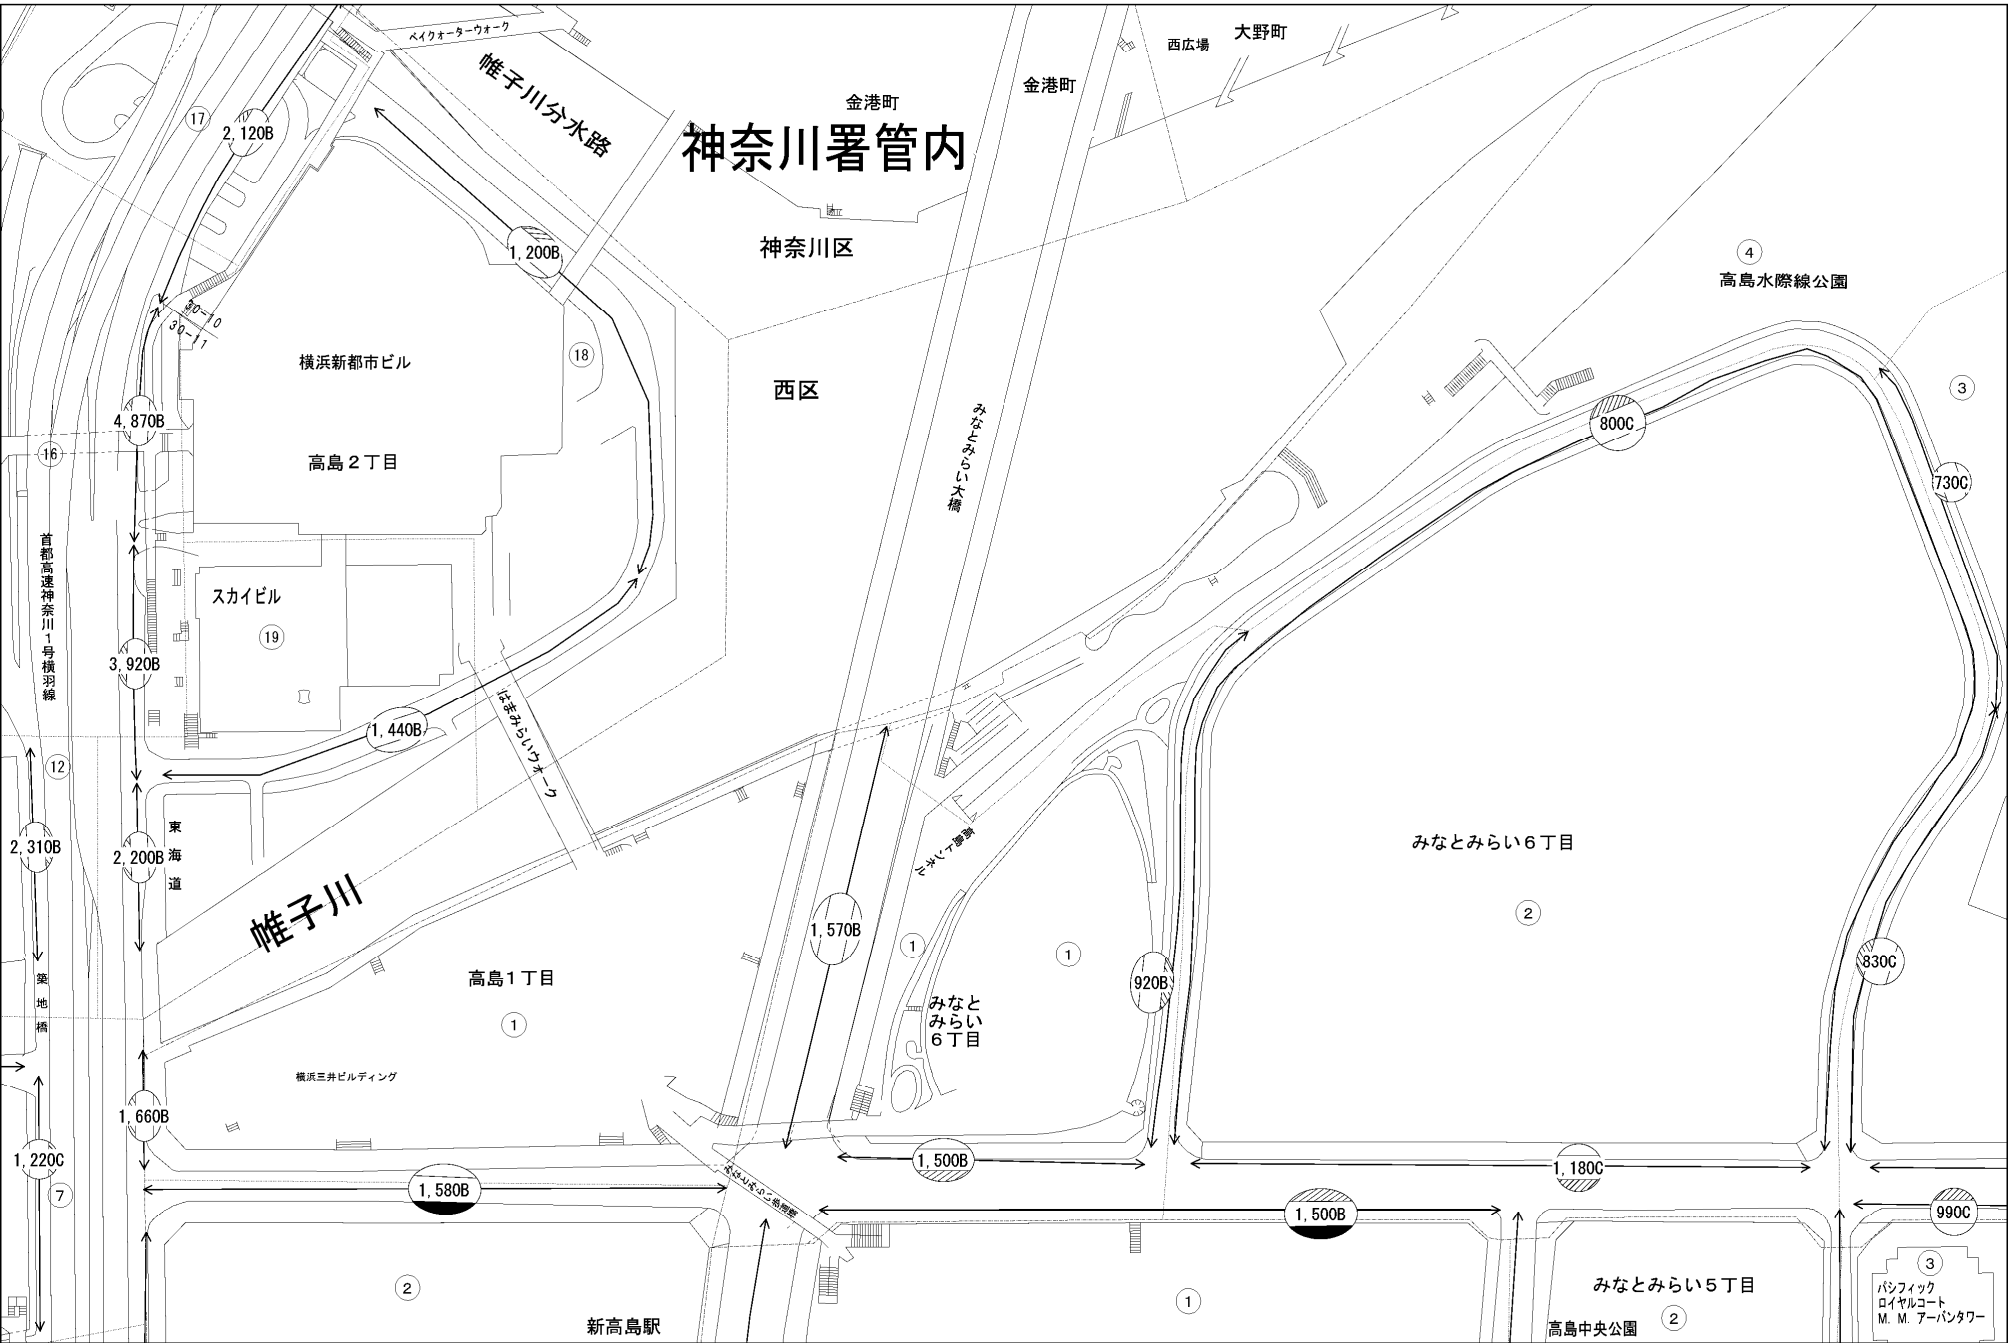 ベイクォーターウォーク
西広場
大野町
金港町
金港町
帷子川分水路
神奈川署管内
17
2,120B
1,200B
神奈川区
4
高島水際線公園
30-10
30-11
横浜新都市ビル
18
西区
3
4,870B
800C
16
高島2丁目
みなとみらい大橋
730C
首都高速神奈川1号横羽線
スカイビル
19
3,920B
1,440B
はまみらいウォーク
12
2,310B
2,200B
東海道
高島トンネル
みなとみらい6丁目
2
帷子川
1,570B
1
1
920B
830C
築地橋
高島1丁目
1
みなと
みらい
6丁目
横浜三井ビルディング
1,660B
1,220C
7
1,580B
1,500B
1,180C
みなとみらい歩道橋
1,500B
990C
2
新高島駅
1
みなとみらい5丁目
2
高島中央公園
3
パシフィック
ロイヤルコート
M. M. アーバンタワー